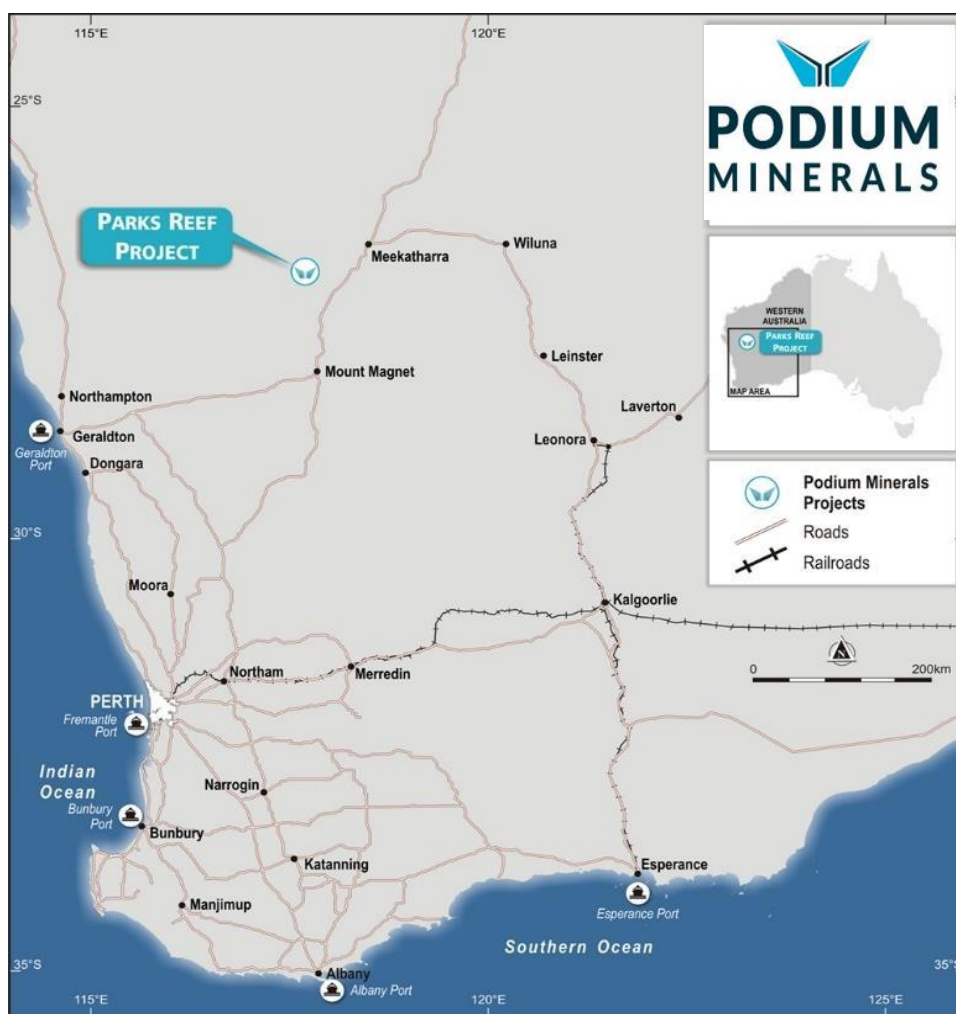 115°E
120°E
25°S
PODIUM
MINERALS
PARKS REEF
PROJECT
Meekatharra
Wiluna
WESTERN
AUSTRALIA
PARKS REEF
PROJECT
MAP AREA
Leinster
Mount Magnet
Northampton
Laverton
Geraldton
Geraldton
Port
Leonora
Dongara
Podium Minerals
Projects
Roads
Railroads
30°S
Moora
Kalgoorlie
Northam
Merredin
N
0
200km
PERTH
Fremantle
Port
Indian
Ocean
Narrogin
Bunbury
Port
Bunbury
Katanning
Esperance
Manjimup
Esperance Port
Southern Ocean
35°S
35°
Albany
Albany Port
115°E
120°E
125°E